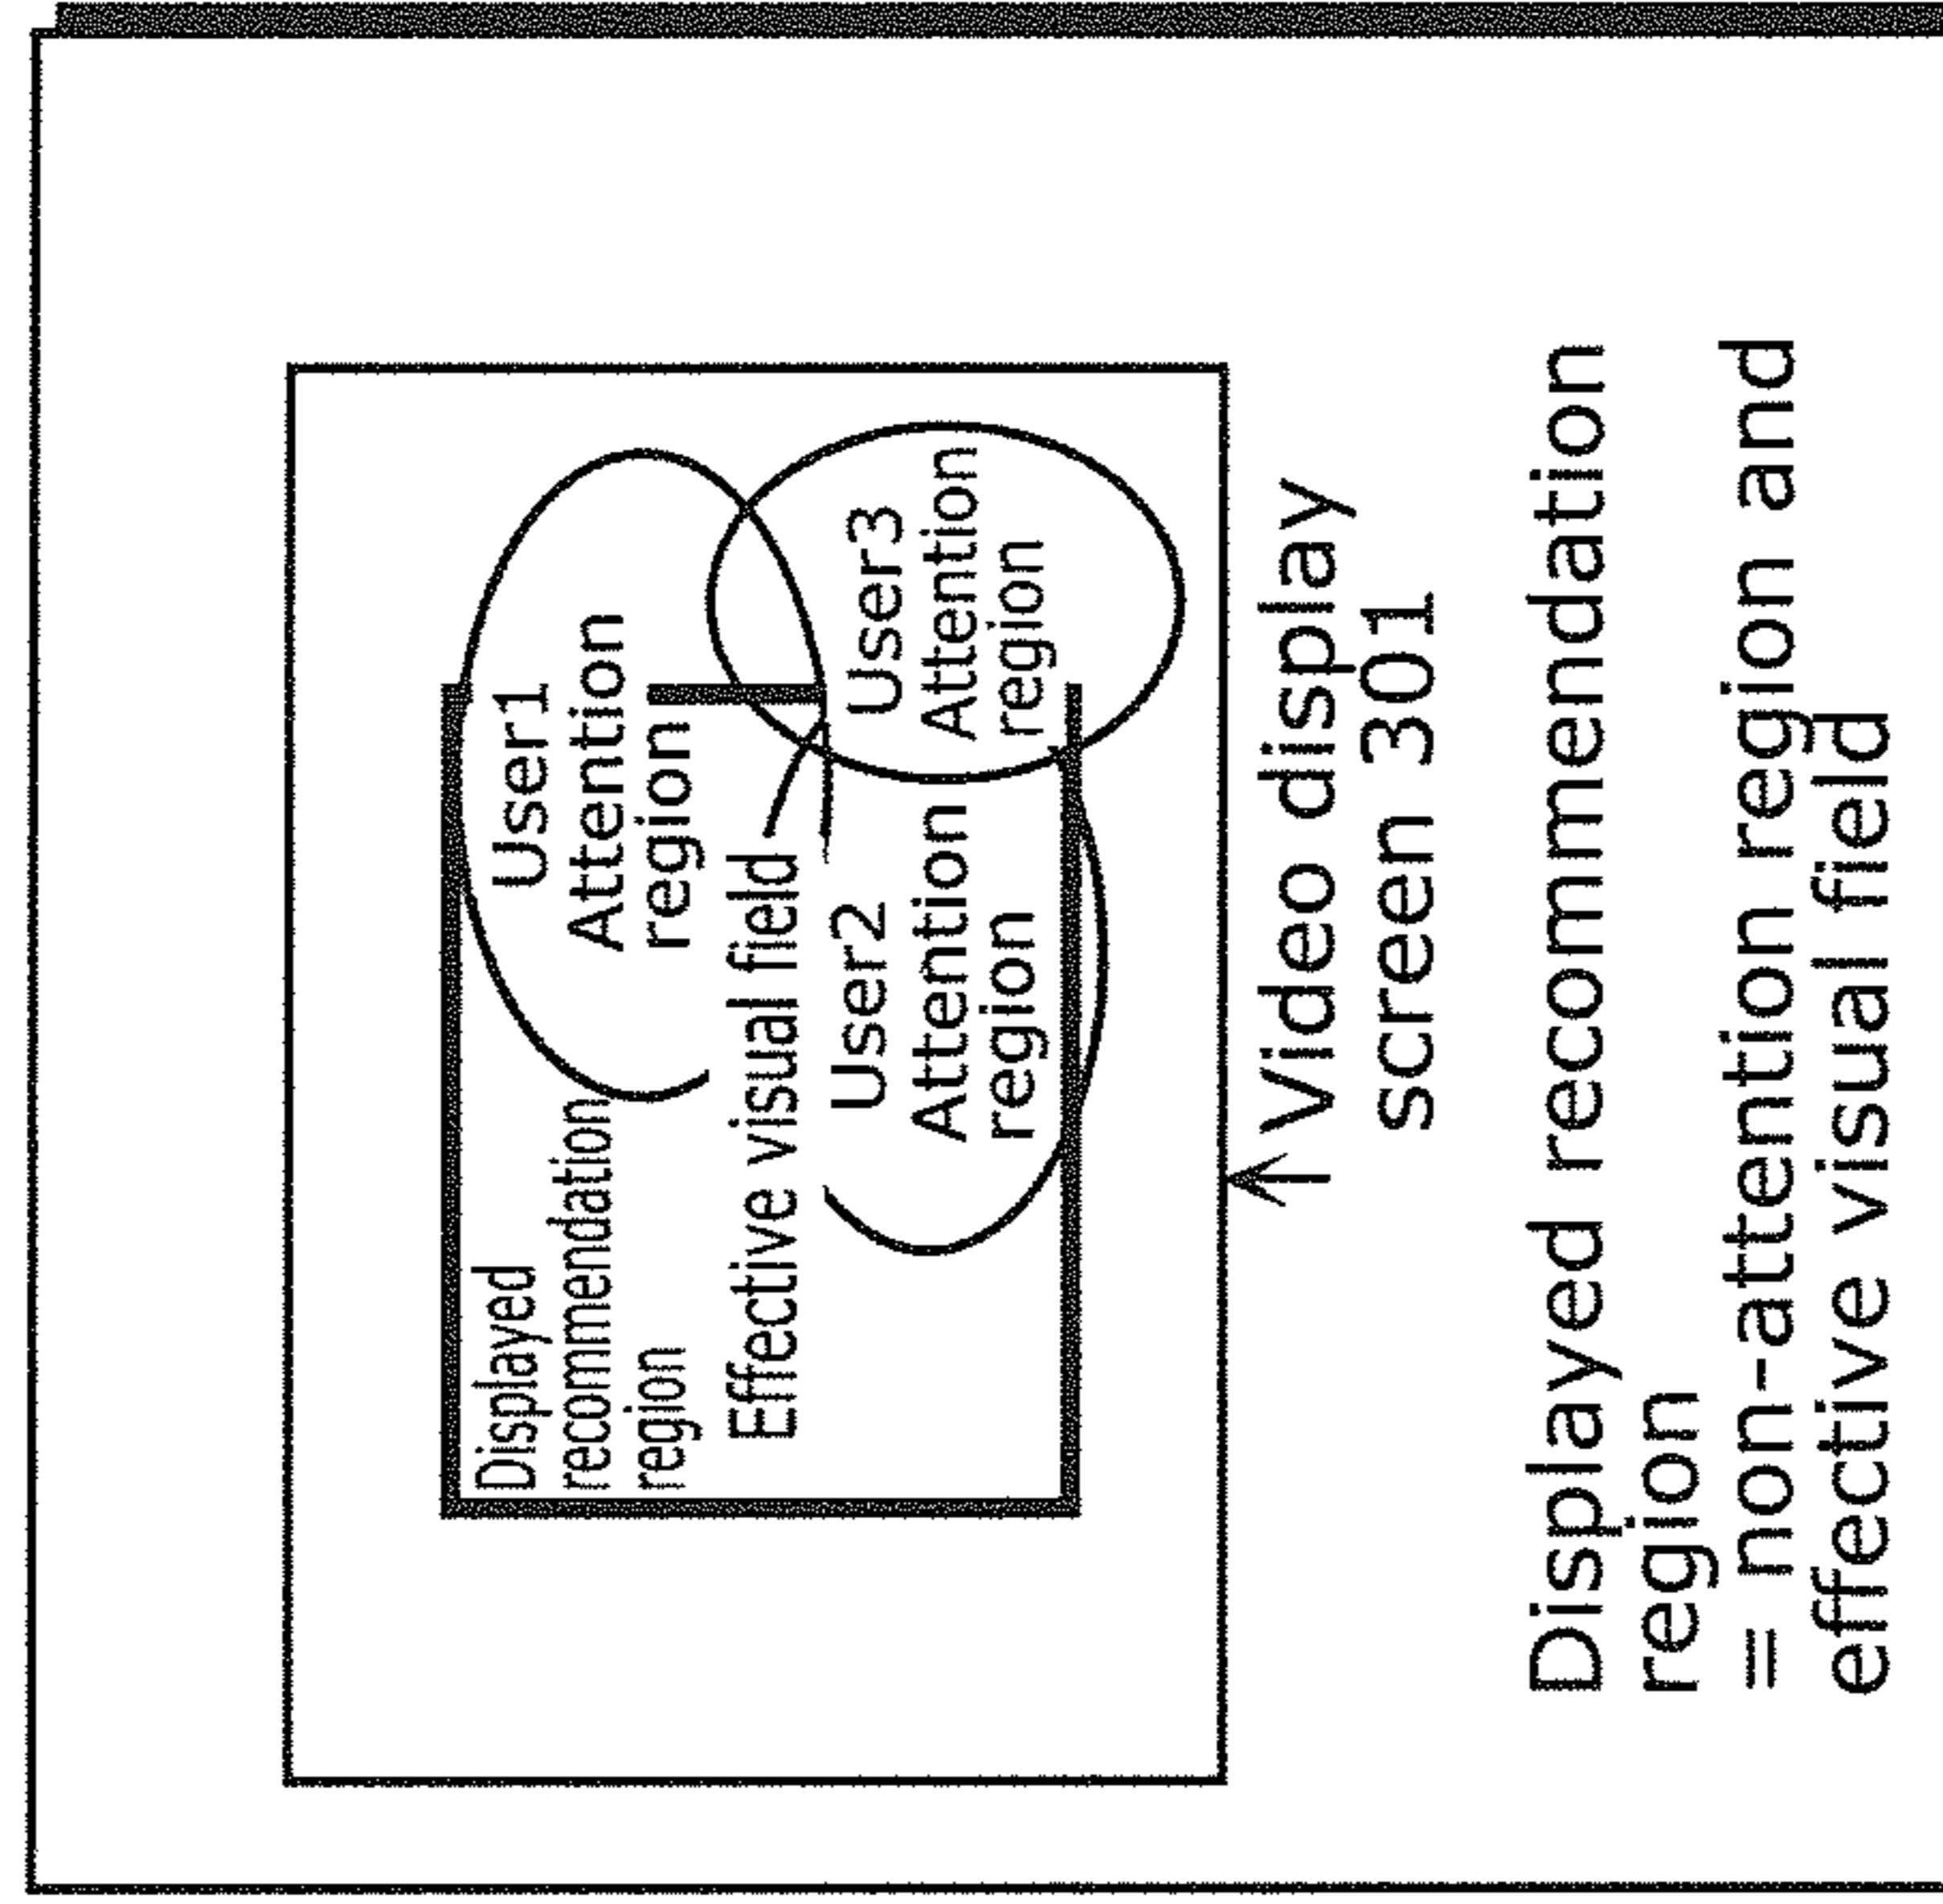 Displayed
recommendation
region
User1
Attention
region
Effective visual field
User2
Attention
region
User3
Attention
region
Video display
screen 301
Displayed recommendation
region
= non-attention region and
effective visual field